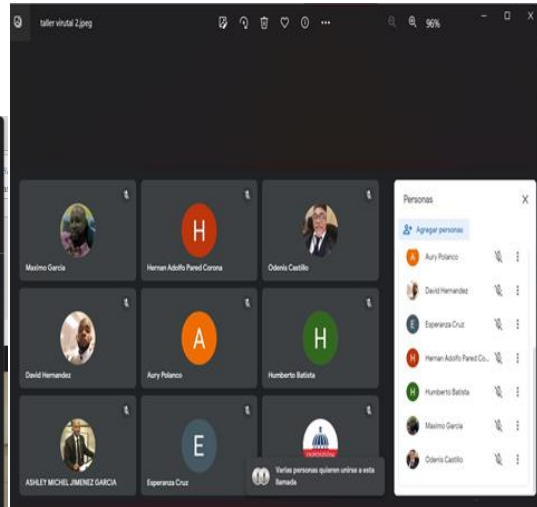 taller virutal 2.jpeg
96%
Maximo Garcia
H
Hernan Adolfo Pared Corona
Odenis Castillo
David Hernandez
A
Aury Polanco
H
Humberto Batista
ASHLEY MICHEL JIMENEZ GARCIA
E
Esperanza Cruz
Varias personas quieren unirse a esta
llamada
Personas
Agregar personas
A Aury Polanco
David Hernandez
E Esperanza Cruz
H Hernan Adolfo Pared Co...
H Humberto Batista
Maximo Garcia
Odenis Castillo